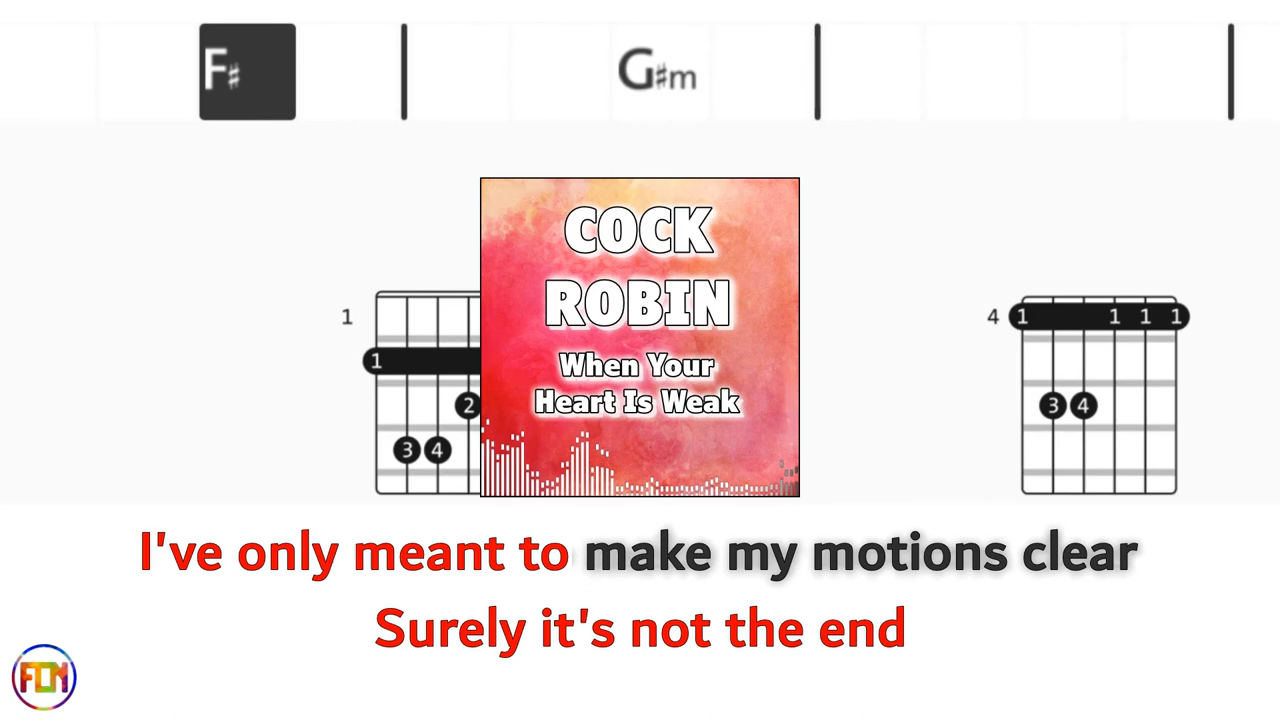 F♯ G♯m
COCK
ROBIN
When Your
Heart Is Weak
1
1
2
3 4
4 1 1 1 1
3 4
I've only meant to make my motions clear
Surely it's not the end
FCM